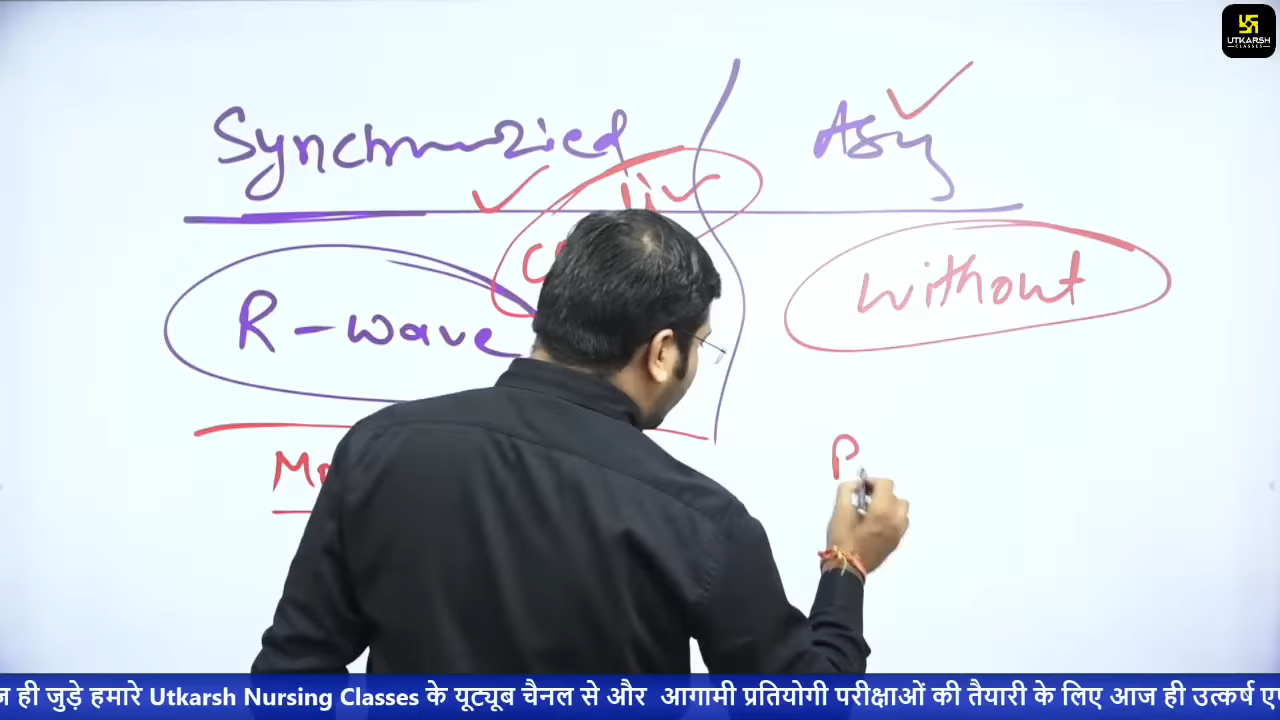 UTKARSH
CLASSES
Synchronized
Asy
R-wave
without
P
ज ही जुड़े हमारे Utkarsh Nursing Classes के यूट्यूब चैनल से और आगामी प्रतियोगी परीक्षाओं की तैयारी के लिए आज ही उत्कर्ष ए